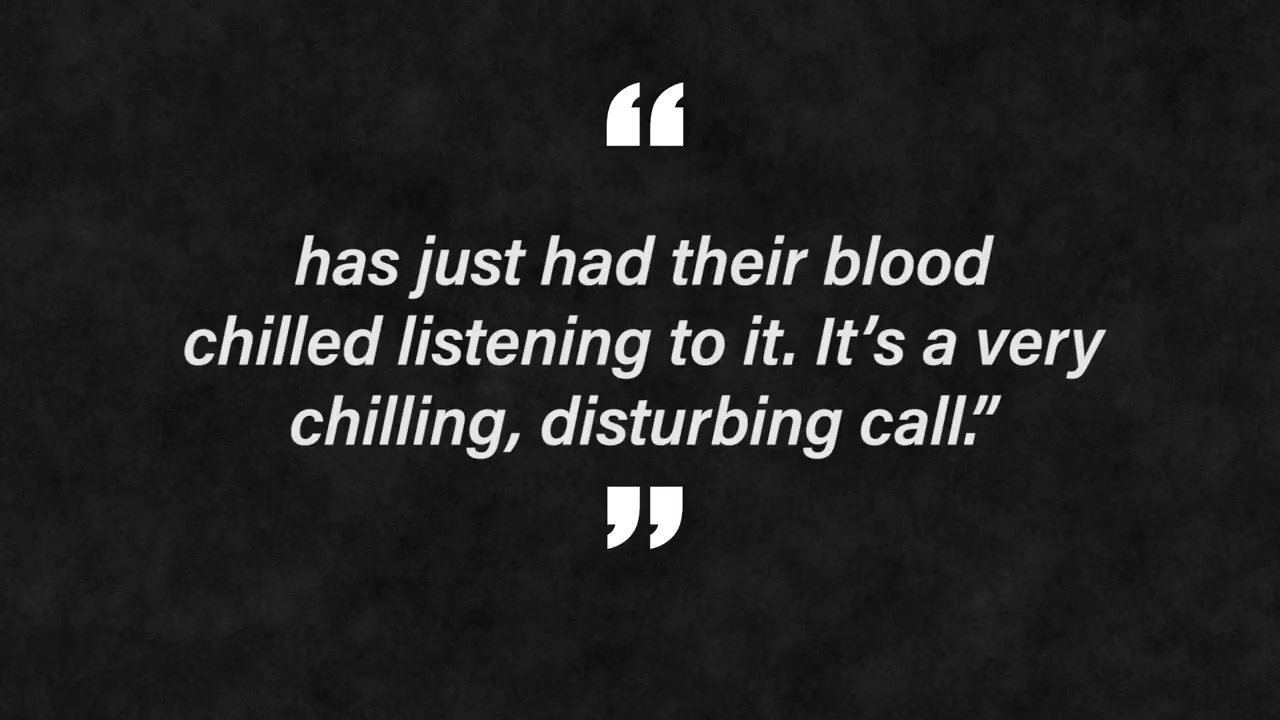 “
has just had their blood
chilled listening to it. It’s a very
chilling, disturbing call.”
”